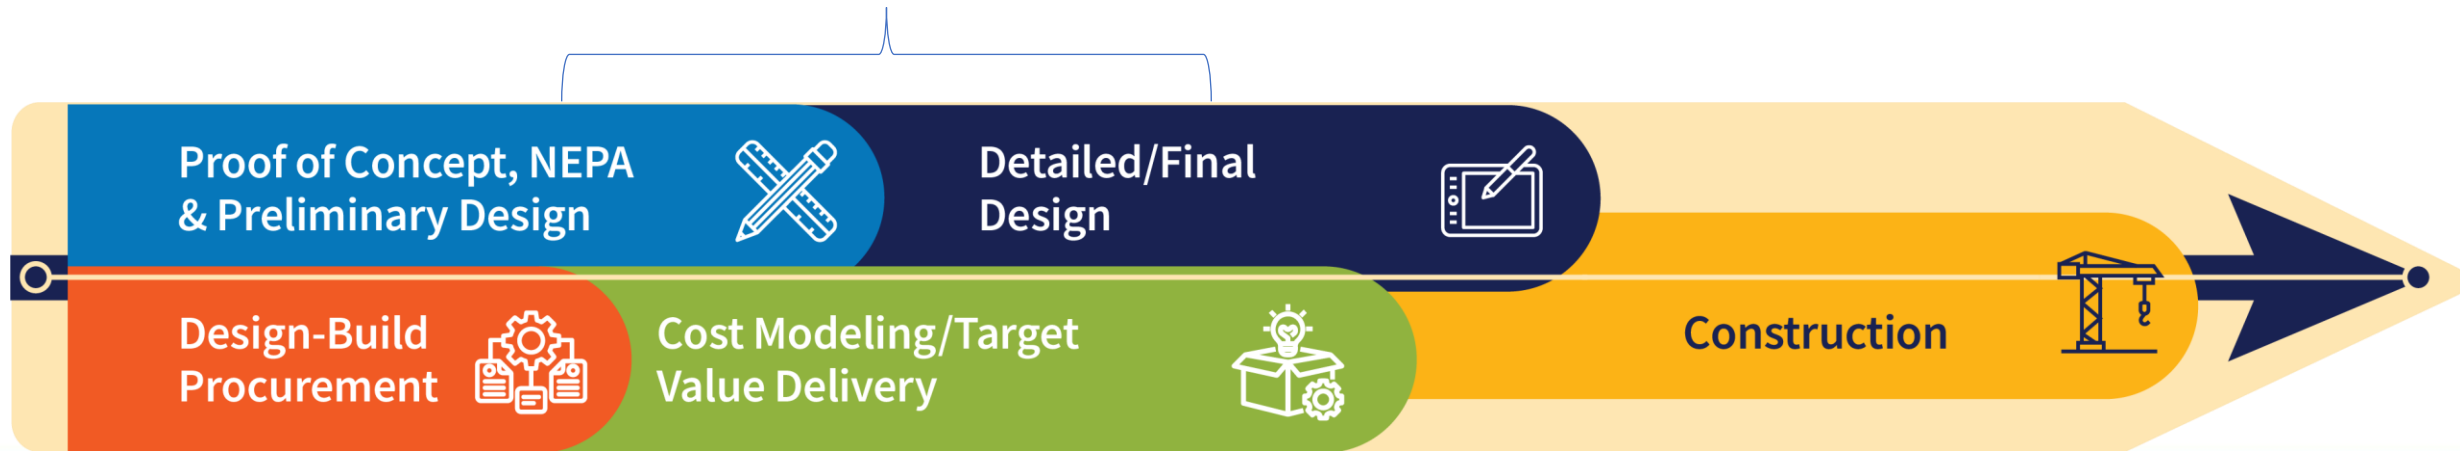 Proof of Concept, NEPA
& Preliminary Design
Detailed/Final
Design
Design-Build
Procurement
Cost Modeling/Target
Value Delivery
Construction